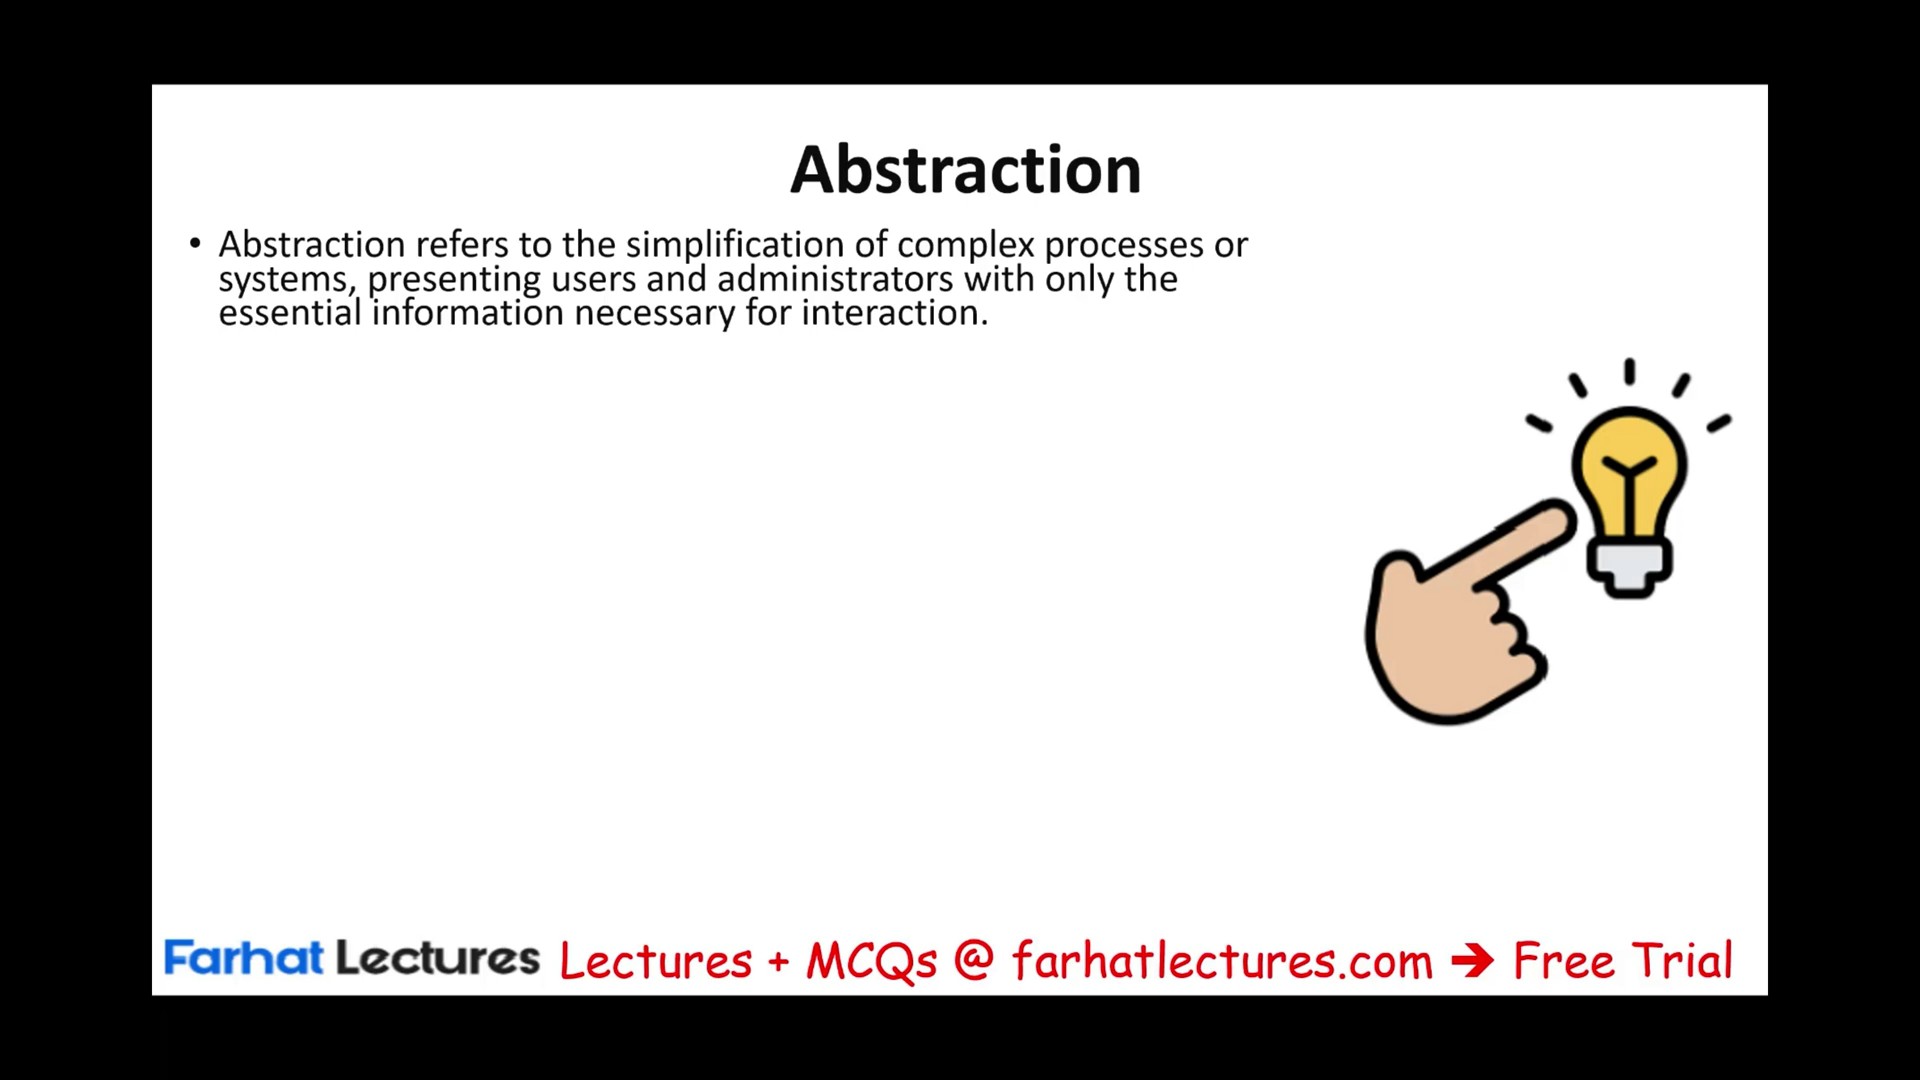 Abstraction
• Abstraction refers to the simplification of complex processes or
systems, presenting users and administrators with only the
essential information necessary for interaction.
Farhat Lectures Lectures + MCQs @ farhatlectures.com ➔ Free Trial